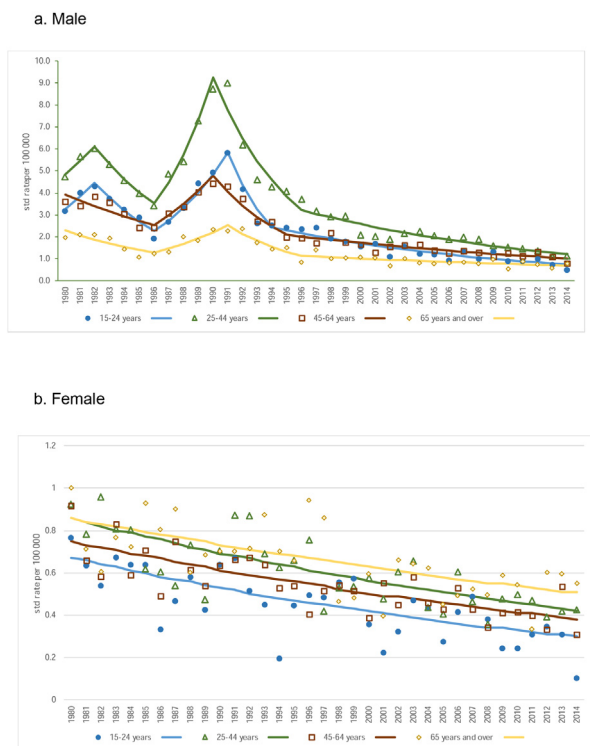 a. Male
std rateper 100 000
10.0
9.0
8.0
7.0
6.0
5.0
4.0
3.0
2.0
1.0
0.0
1980 1981 1982 1983 1984 1985 1986 1987 1988 1989 1990 1991 1992 1993 1994 1995 1996 1997 1998 1999 2000 2001 2002 2003 2004 2005 2006 2007 2008 2009 2010 2011 2012 2013 2014
15-24 years 25-44 years 45-64 years 65 years and over
b. Female
std rate per 100 000
1.2
1
0.8
0.6
0.4
0.2
0
1980 1981 1982 1983 1984 1985 1986 1987 1988 1989 1990 1991 1992 1993 1994 1995 1996 1997 1998 1999 2000 2001 2002 2003 2004 2005 2006 2007 2008 2009 2010 2011 2012 2013 2014
15-24 years 25-44 years 45-64 years 65 years and over